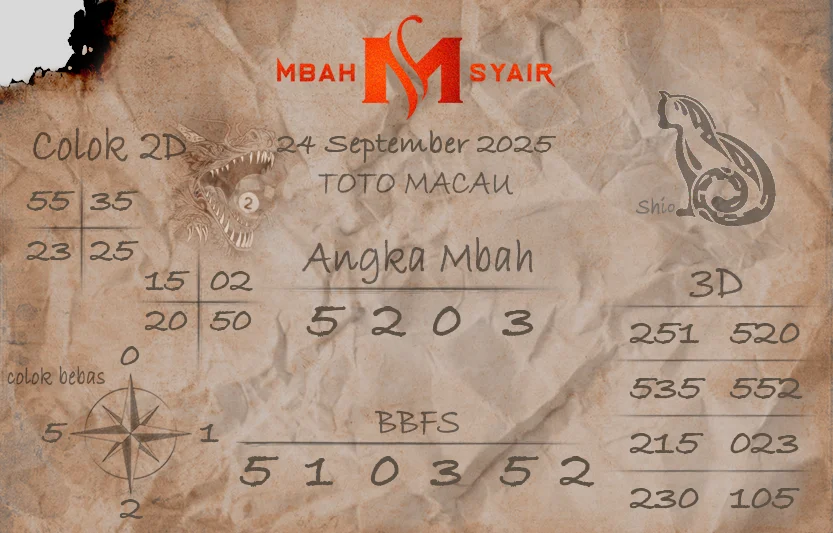 MBAH M SYAIR
24 September 2025
TOTO MACAU
Colok 2D
55 35
23 25
15 02
20 50
2
Shio
Angka Mbah
5 2 0 3
3D
251 520
535 552
215 023
230 105
colok bebas
0
5 1
2
BBFS
5 1 0 3 5 2